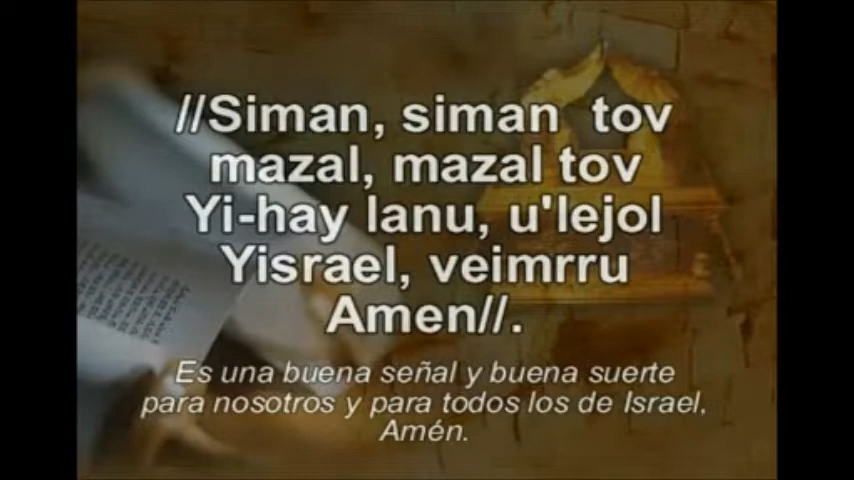 //Siman, siman tov
mazal, mazal tov
Yi-hay lanu, u'lejol
Yisrael, veimrru
Amen//.
Es una buena señal y buena suerte
para nosotros y para todos los de Israel,
Amén.